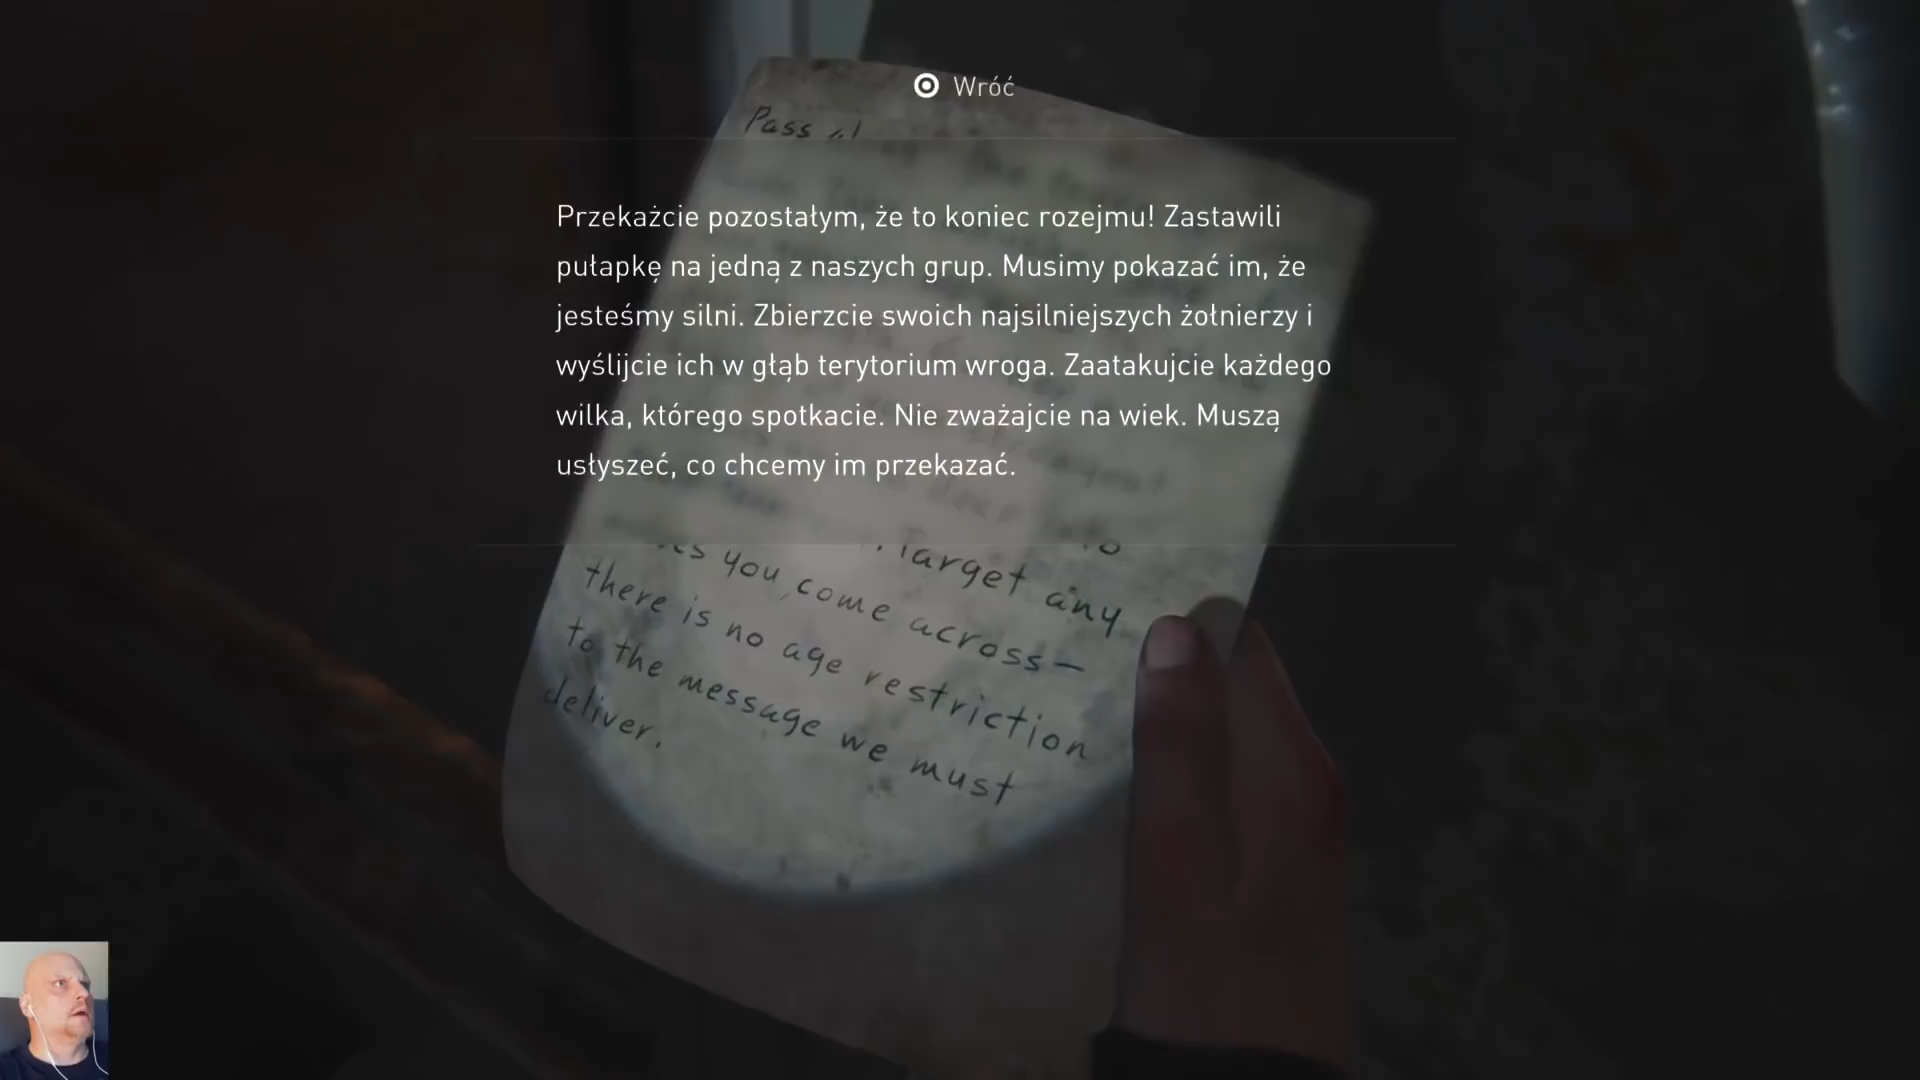 Wróć
Pass
Przekażcie pozostałym, że to koniec rozejmu! Zastawili
pułapkę na jedną z naszych grup. Musimy pokazać im, że
jesteśmy silni. Zbierzcie swoich najsilniejszych żołnierzy i
wyślijcie ich w głąb terytorium wroga. Zaatakujcie każdego
wilka, którego spotkacie. Nie zważajcie na wiek. Muszą
usłyszeć, co chcemy im przekazać.
Target any
you come across—
there is no age restriction
to the message we must
deliver.